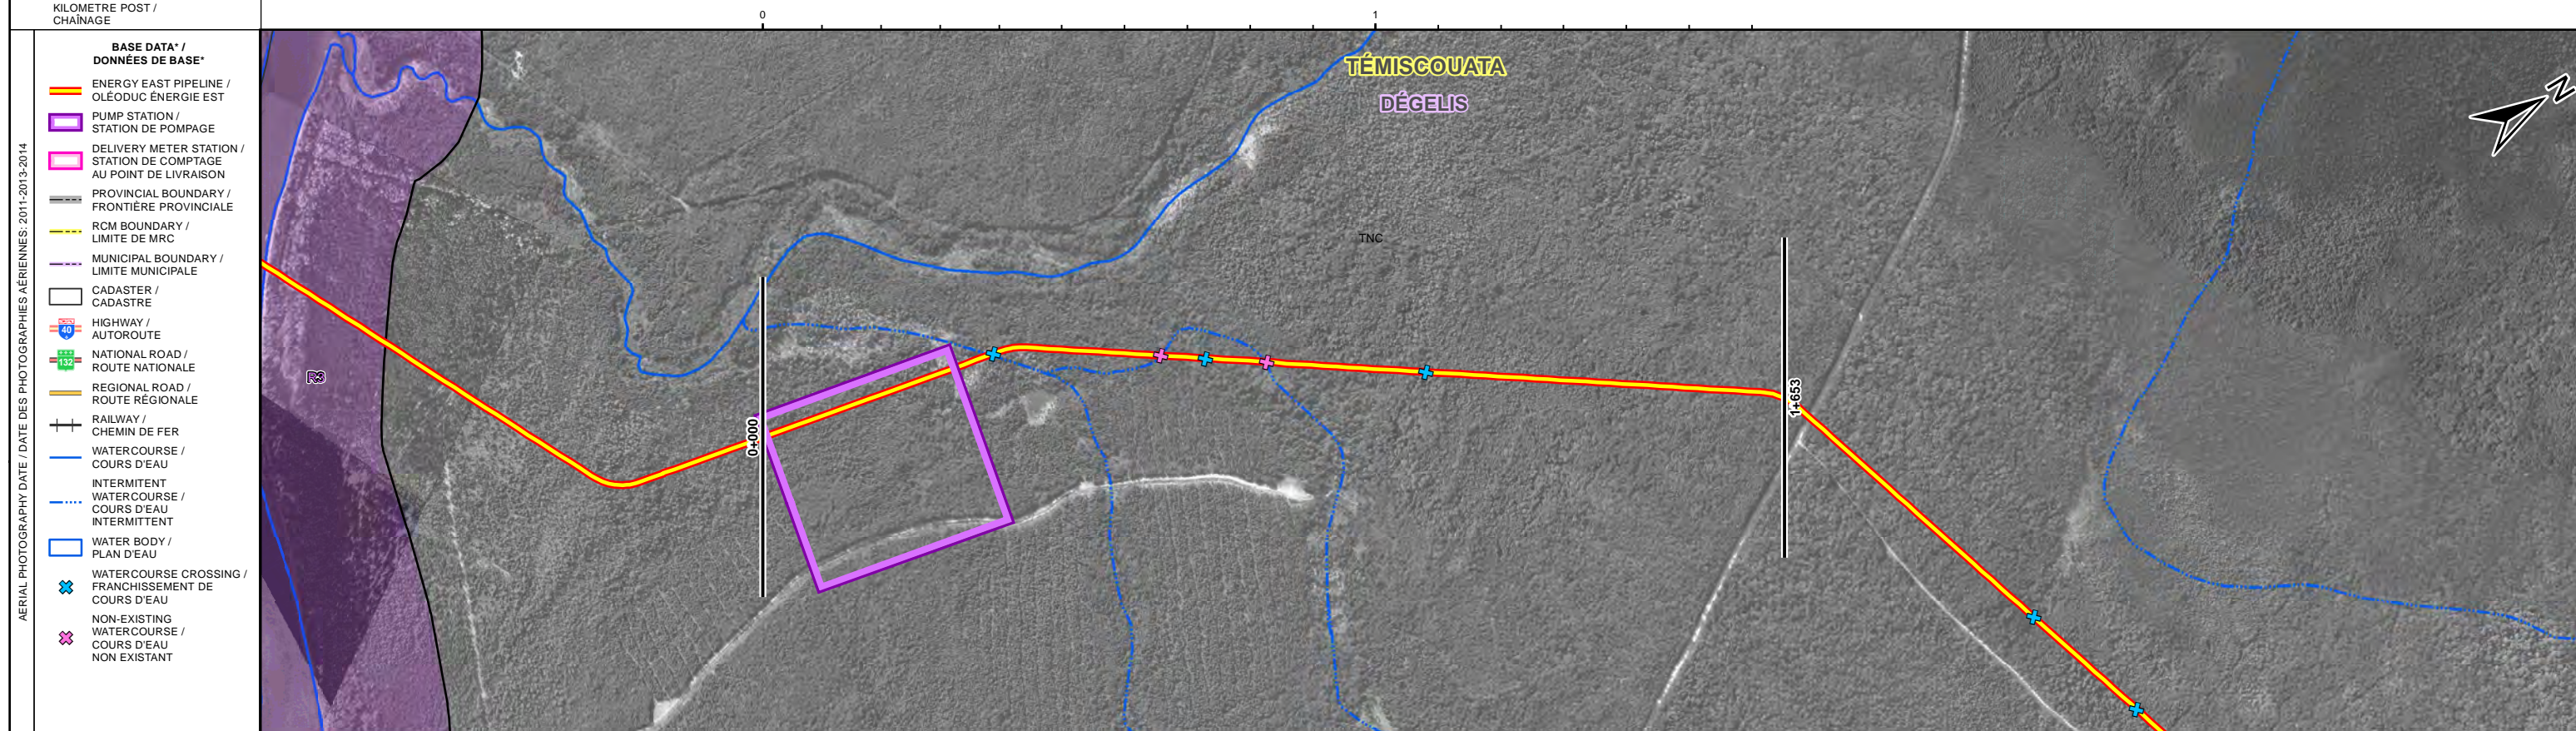 KILOMETRE POST /
CHAÎNAGE
0
1
AERIAL PHOTOGRAPHY DATE / DATE DES PHOTOGRAPHIES AÉRIENNES: 2011-2013-2014
BASE DATA* /
DONNÉES DE BASE*
ENERGY EAST PIPELINE /
OLÉODUC ÉNERGIE EST
PUMP STATION /
STATION DE POMPAGE
DELIVERY METER STATION /
STATION DE COMPTAGE
AU POINT DE LIVRAISON
PROVINCIAL BOUNDARY /
FRONTIÈRE PROVINCIALE
RCM BOUNDARY /
LIMITE DE MRC
MUNICIPAL BOUNDARY /
LIMITE MUNICIPALE
CADASTER /
CADASTRE
40
HIGHWAY /
AUTOROUTE
132
NATIONAL ROAD /
ROUTE NATIONALE
REGIONAL ROAD /
ROUTE RÉGIONALE
RAILWAY /
CHEMIN DE FER
WATERCOURSE /
COURS D'EAU
INTERMITENT
WATERCOURSE /
COURS D'EAU
INTERMITTENT
WATER BODY /
PLAN D'EAU
WATERCOURSE CROSSING /
FRANCHISSEMENT DE
COURS D'EAU
NON-EXISTING
WATERCOURSE /
COURS D'EAU
NON EXISTANT
TÉMISCOUATA
DÉGELIS
N
TNC
R3
0+000
1+653